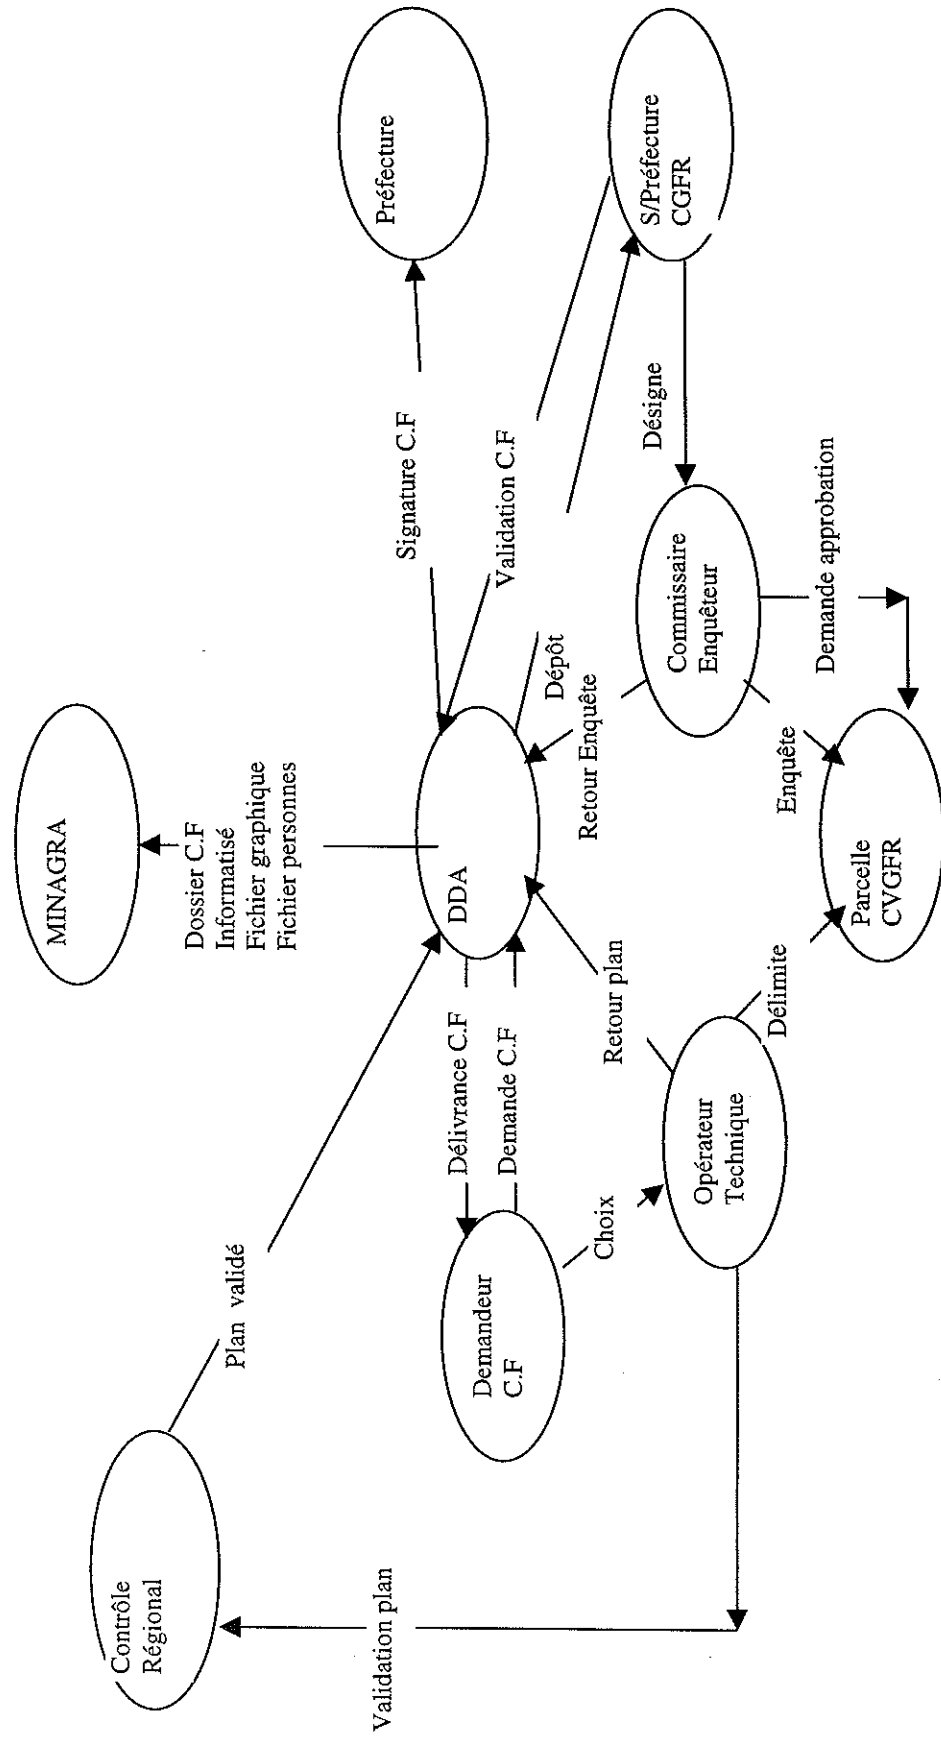 MINAGRA
Contrôle
Régional
Dossier C.F
Informatisé
Fichier graphique
Fichier personnes
Préfecture
Plan validé
Signature C.F
Validation plan
Délivrance C.F
DDA
Validation C.F
Demandeur
C.F
Demande C.F
Dépôt
Retour Enquête
S/Préfecture
CGFR
Choix
Retour plan
Désigne
Opérateur
Technique
Commissaire
Enquêteur
Délimite
Enquête
Demande approbation
Parcelle
CVGFR